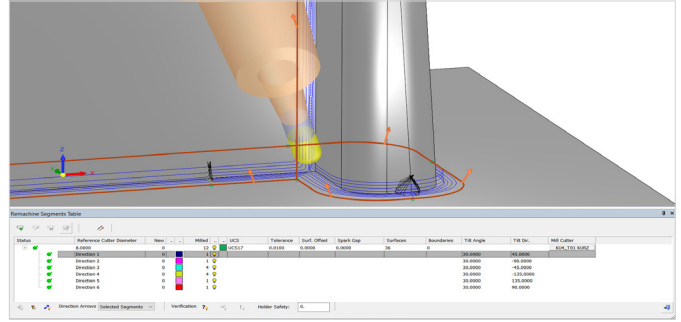 Z
X
Remachine Segments Table
Status Reference Cutter Diameter New .. .. Milled .. .. UCS Tolerance Surf. Offset Spark Gap Surfaces Boundaries Tilt Angle Tilt Dir. Mill Cutter
8.0000 0 12 UCS17 0.0100 0.0000 0.0000 36 0
Direction 1 0 1 30.0000 45.0000
Direction 2 0 1 30.0000 -90.0000
Direction 3 0 4 30.0000 -45.0000
Direction 4 0 4 30.0000 -135.0000
Direction 5 0 1 30.0000 135.0000
Direction 6 0 1 30.0000 90.0000
Direction Arrows Selected Segments Verification Holder Safety: 0.